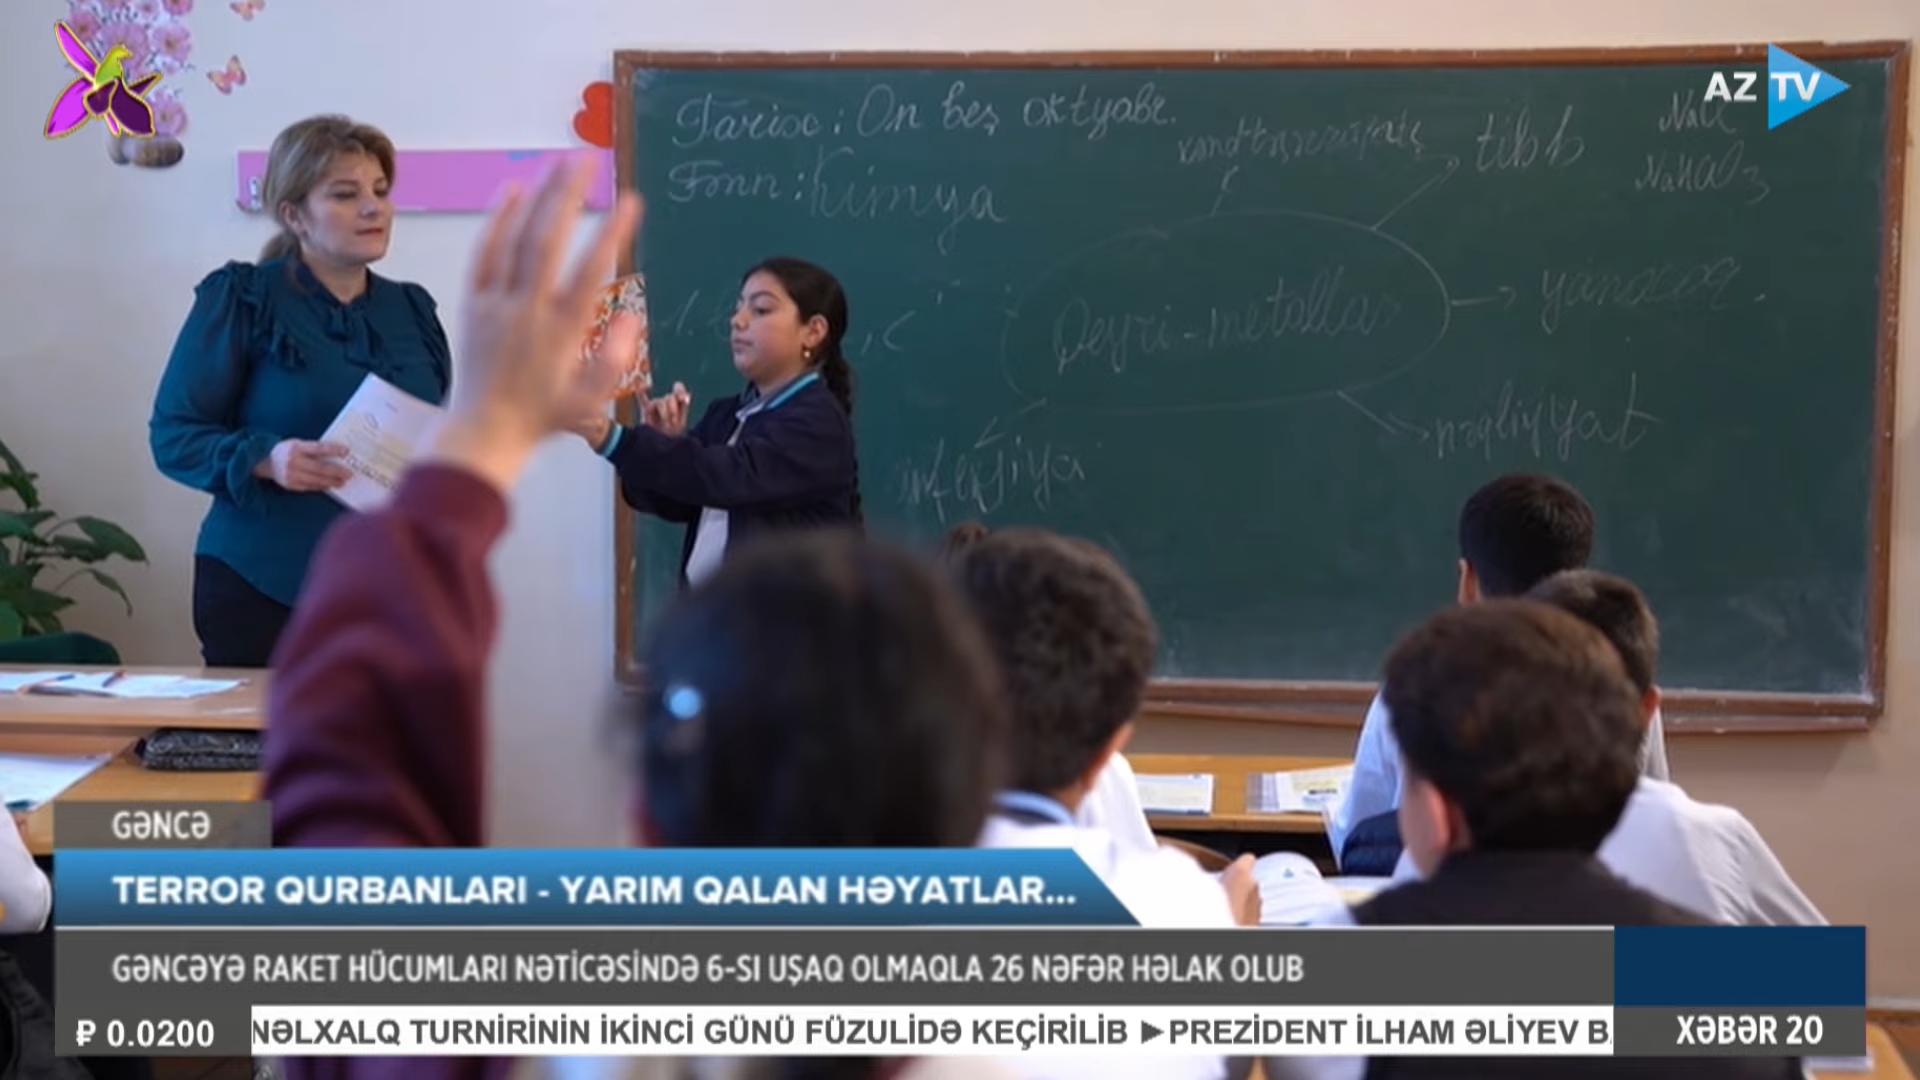 AZ TV
Tarix: On beş oktyabr.
Fənn: Kimya
tibb
Qeyri-metallar
yanacaq.
nəqliyyat
GƏNCƏ
TERROR QURBANLARI - YARIM QALAN HƏYATLAR...
GƏNCƏYƏ RAKET HÜCUMLARI NƏTİCƏSİNDƏ 6-SI UŞAQ OLMAQLA 26 NƏFƏR HƏLAK OLUB
₽ 0.0200
NƏLXALQ TURNİRİNİN İKİNCİ GÜNÜ FÜZULİDƏ KEÇİRİLİB ►PREZİDENT İLHAM ƏLİYEV
XƏBƏR 20